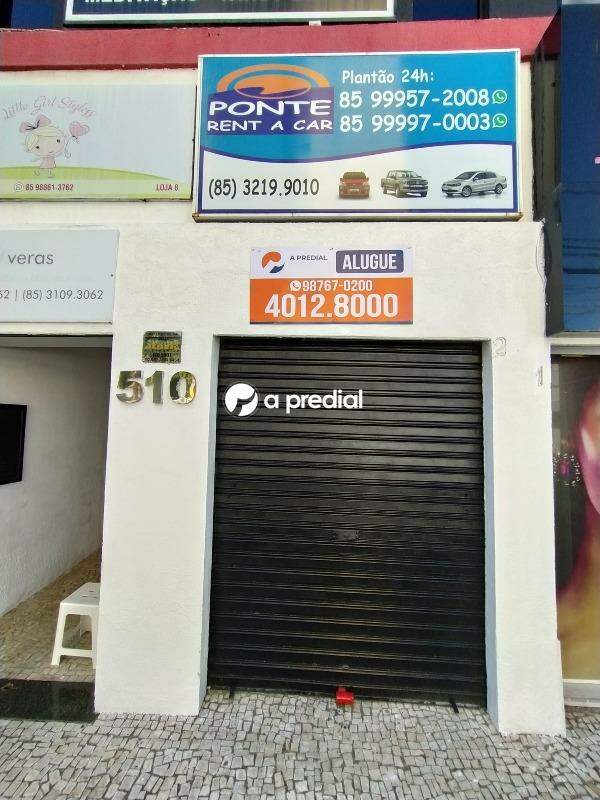 MEDITAÇÃO
Little Girl Styles
85 98861-3762
LOJA 8
PONTE
RENT A CAR
Plantão 24h:
85 99957-2008
85 99997-0003
(85) 3219.9010
veras
62 | (85) 3109.3062
A PREDIAL
ALUGUE
98767-0200
4012.8000
510
2
1
a predial